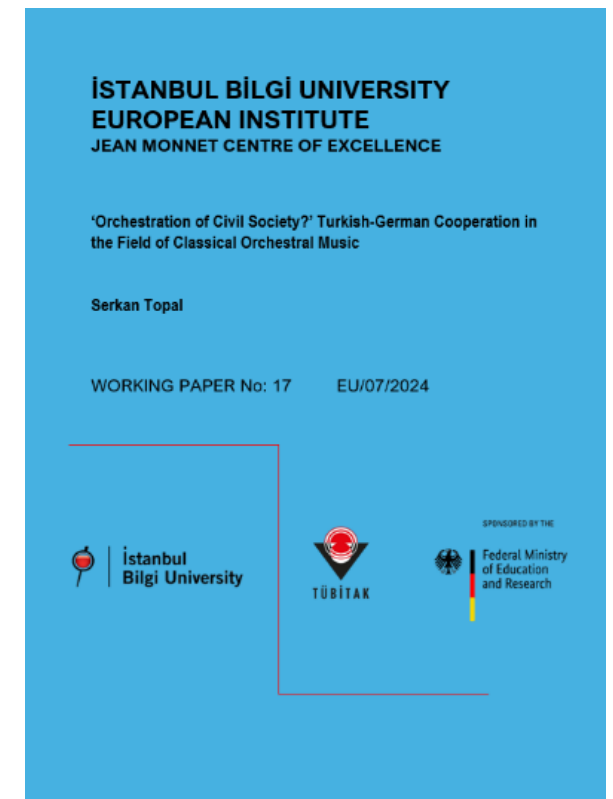 İSTANBUL BİLGİ UNIVERSITY
EUROPEAN INSTITUTE
JEAN MONNET CENTRE OF EXCELLENCE
‘Orchestration of Civil Society?’ Turkish-German Cooperation in
the Field of Classical Orchestral Music
Serkan Topal
WORKING PAPER No: 17 EU/07/2024
İstanbul
Bilgi University
TÜBİTAK
SPONSORED BY THE
Federal Ministry
of Education
and Research